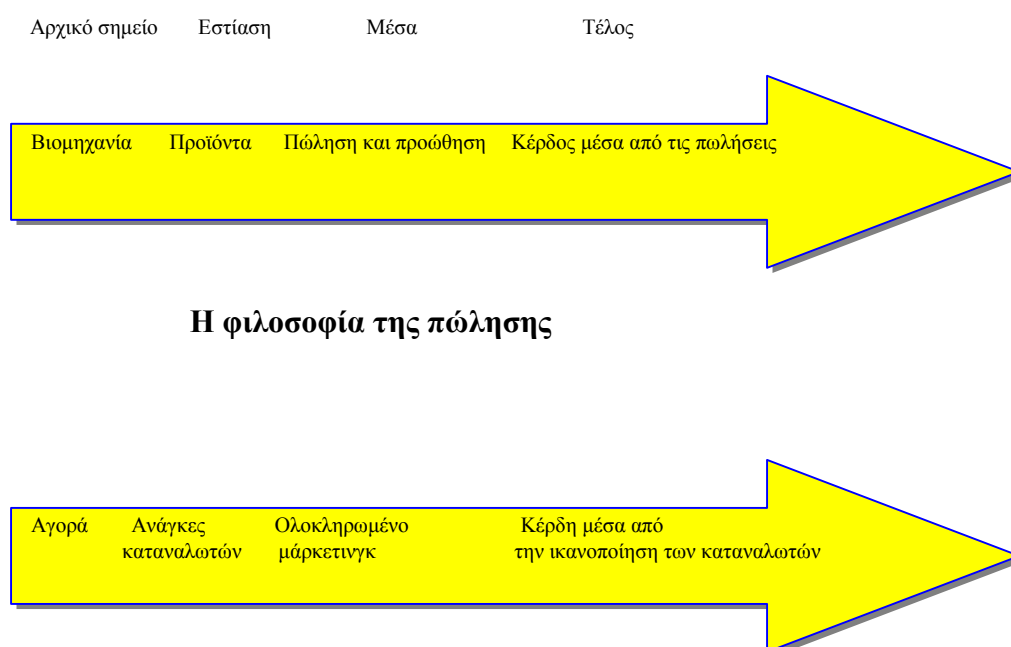 Αρχικό σημείο Εστίαση Μέσα Τέλος
Βιομηχανία Προϊόντα Πώληση και προώθηση Κέρδος μέσα από τις πωλήσεις
Η φιλοσοφία της πώλησης
Αγορά Ανάγκες Ολοκληρωμένο Κέρδη μέσα από
καταναλωτών μάρκετινγκ την ικανοποίηση των καταναλωτών